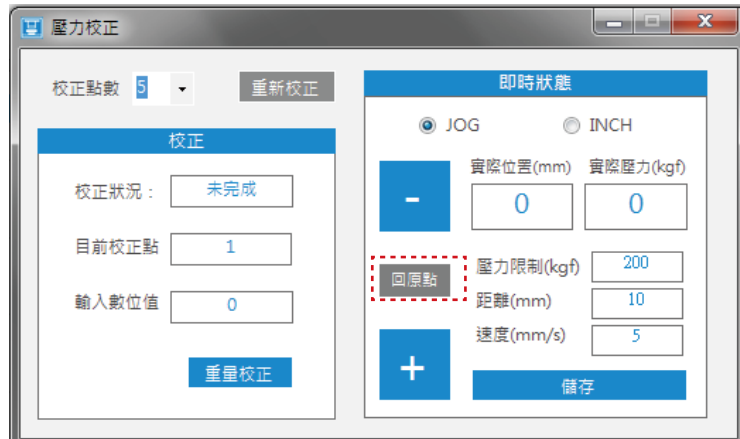 壓力校正
校正點數 5 重新校正
校正
校正狀況： 未完成
目前校正點 1
輸入數位值 0
重量校正
即時狀態
JOG INCH
實際位置(mm) 實際壓力(kgf)
- 0 0
回原點
壓力限制(kgf) 200
距離(mm) 10
速度(mm/s) 5
+
儲存